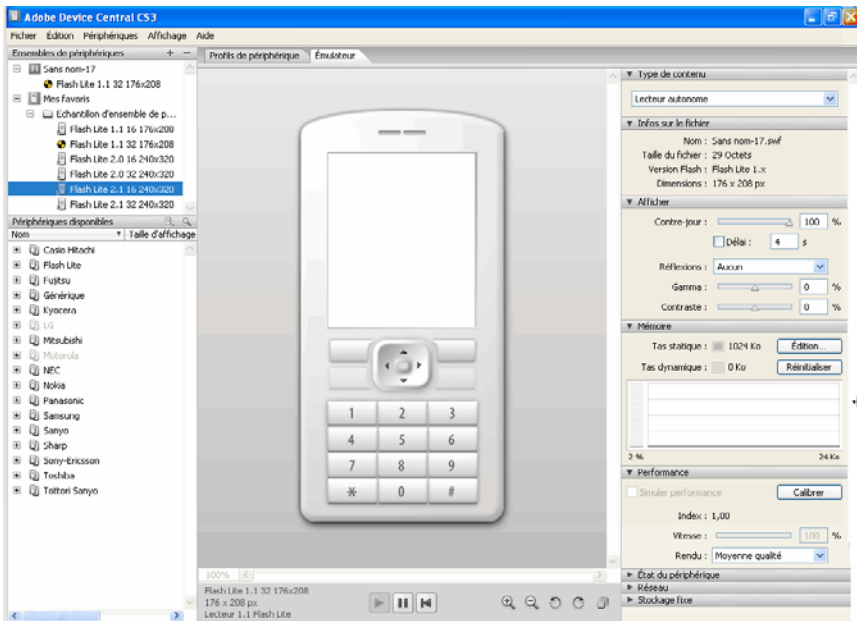 Adobe Device Central CS3
Fichier Édition Périphériques Affichage Aide
Ensembles de périphériques + −
Sans nom-17
Flash Lite 1.1 32 176x208
Mes favoris
Echantillon d'ensemble de p...
Flash Lite 1.1 16 176x208
Flash Lite 1.1 32 176x208
Flash Lite 2.0 16 240x320
Flash Lite 2.0 32 240x320
Flash Lite 2.1 16 240x320
Flash Lite 2.1 32 240x320
Périphériques disponibles
Nom Taille d'affichage
Casio Hitachi
Flash Lite
Fujitsu
Générique
Kyocera
LG
Mitsubishi
Motorola
NEC
Nokia
Panasonic
Samsung
Sanyo
Sharp
Sony-Ericsson
Toshiba
Tottori Sanyo
Profils de périphérique Émulateur
1 2 3
4 5 6
7 8 9
* 0 #
100%
Flash Lite 1.1 32 176x208
176 x 208 px
Lecteur 1.1 Flash Lite
Type de contenu
Lecteur autonome
Infos sur le fichier
Nom : Sans nom-17.swf
Taille du fichier : 29 Octets
Version Flash : Flash Lite 1.x
Dimensions : 176 x 208 px
Afficher
Contre-jour : 100 %
Délai : 4 s
Réflexions : Aucun
Gamma : 0 %
Contraste : 0 %
Mémoire
Tas statique : 1024 Ko Édition...
Tas dynamique : 0 Ko Réinitialiser
2 % 24 Ko
Performance
Simuler performance Calibrer
Index : 1,00
Vitesse : 100 %
Rendu : Moyenne qualité
État du périphérique
Réseau
Stockage fixe